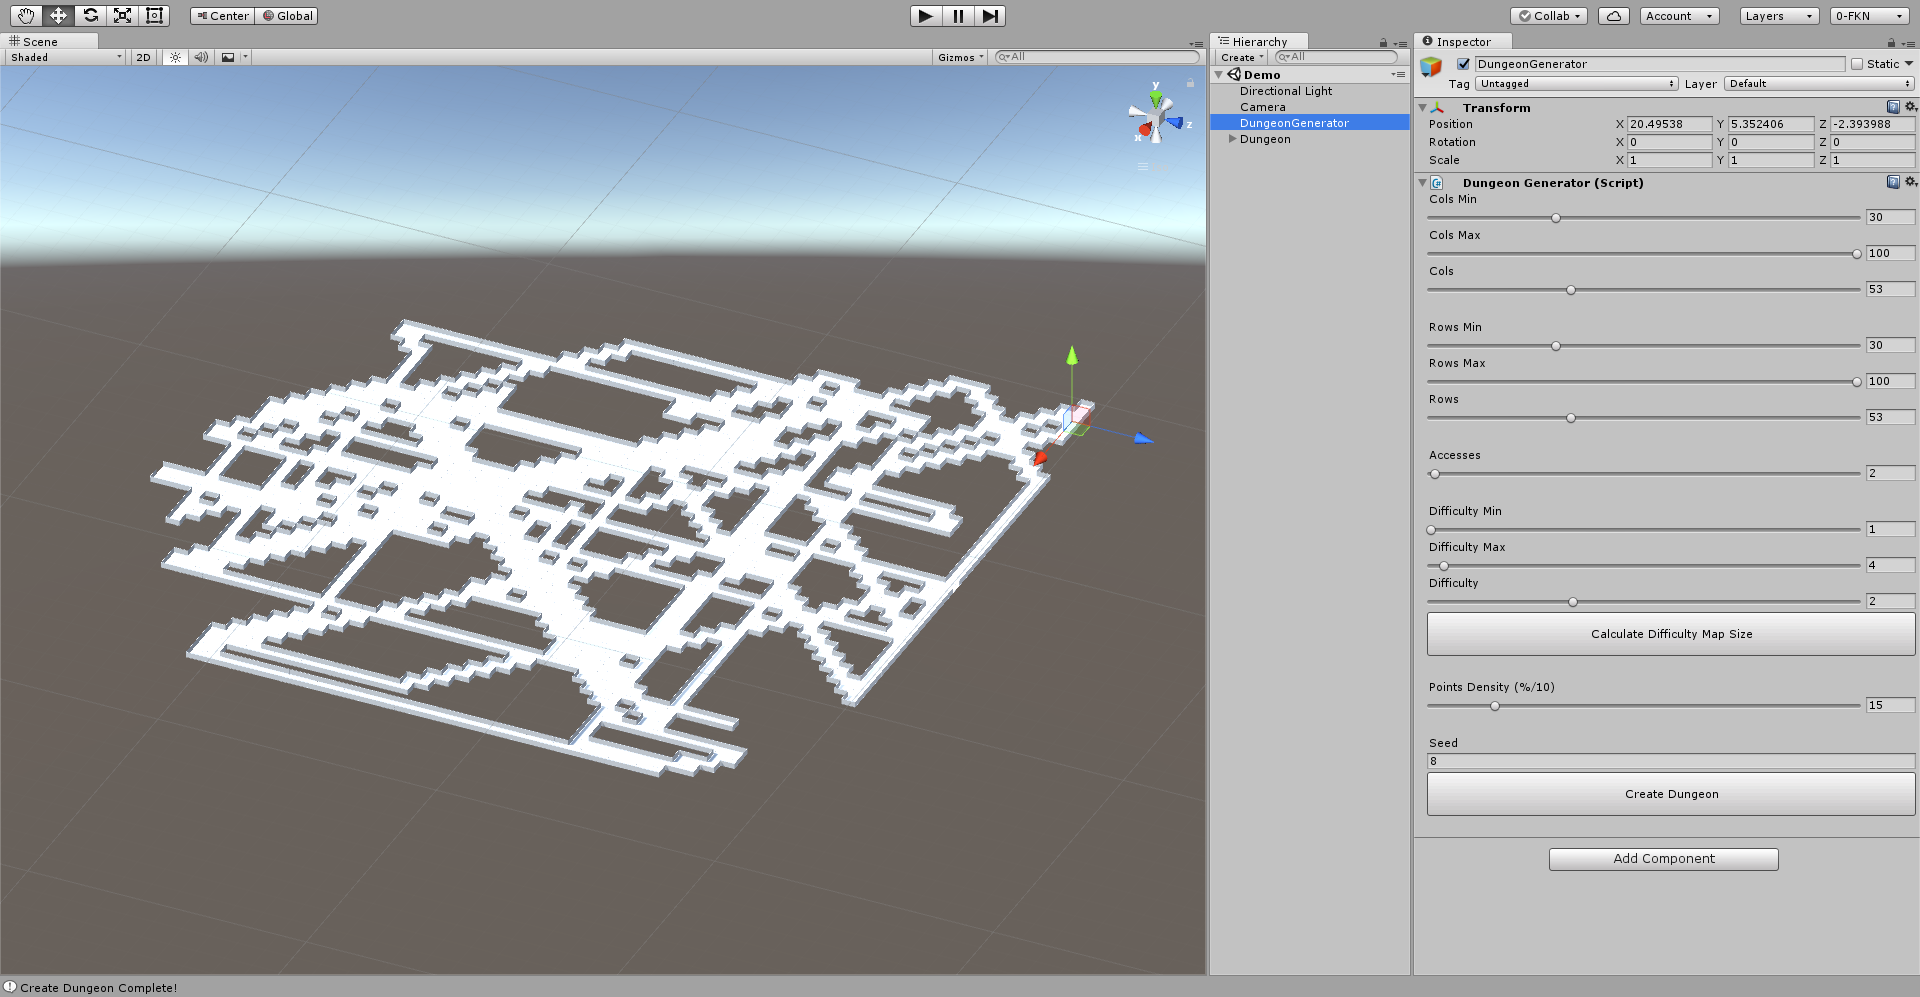 Center Global
Collab Account Layers 0-FKN
Scene
Shaded 2D Gizmos All
y
z
x
Hierarchy
Create All
Demo
Directional Light
Camera
DungeonGenerator
Dungeon
Inspector
DungeonGenerator Static
Tag Untagged Layer Default
Transform
Position X 20.49538 Y 5.352406 Z -2.393988
Rotation X 0 Y 0 Z 0
Scale X 1 Y 1 Z 1
Dungeon Generator (Script)
Cols Min
30
Cols Max
100
Cols
53
Rows Min
30
Rows Max
100
Rows
53
Accesses
2
Difficulty Min
1
Difficulty Max
4
Difficulty
2
Calculate Difficulty Map Size
Points Density (%/10)
15
Seed
8
Create Dungeon
Add Component
Create Dungeon Complete!